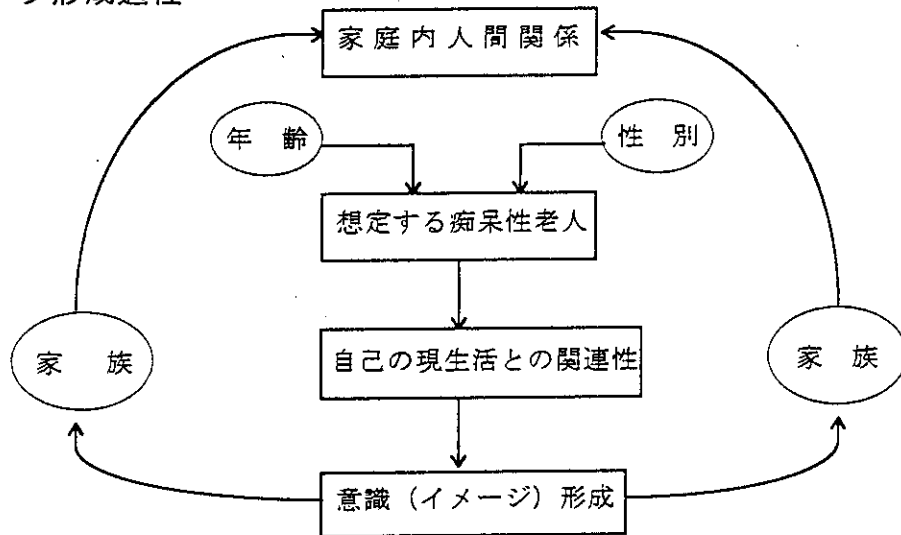 形成過程
家庭内人間関係
年齢
性別
想定する痴呆性老人
自己の現生活との関連性
家族
家族
意識（イメージ）形成